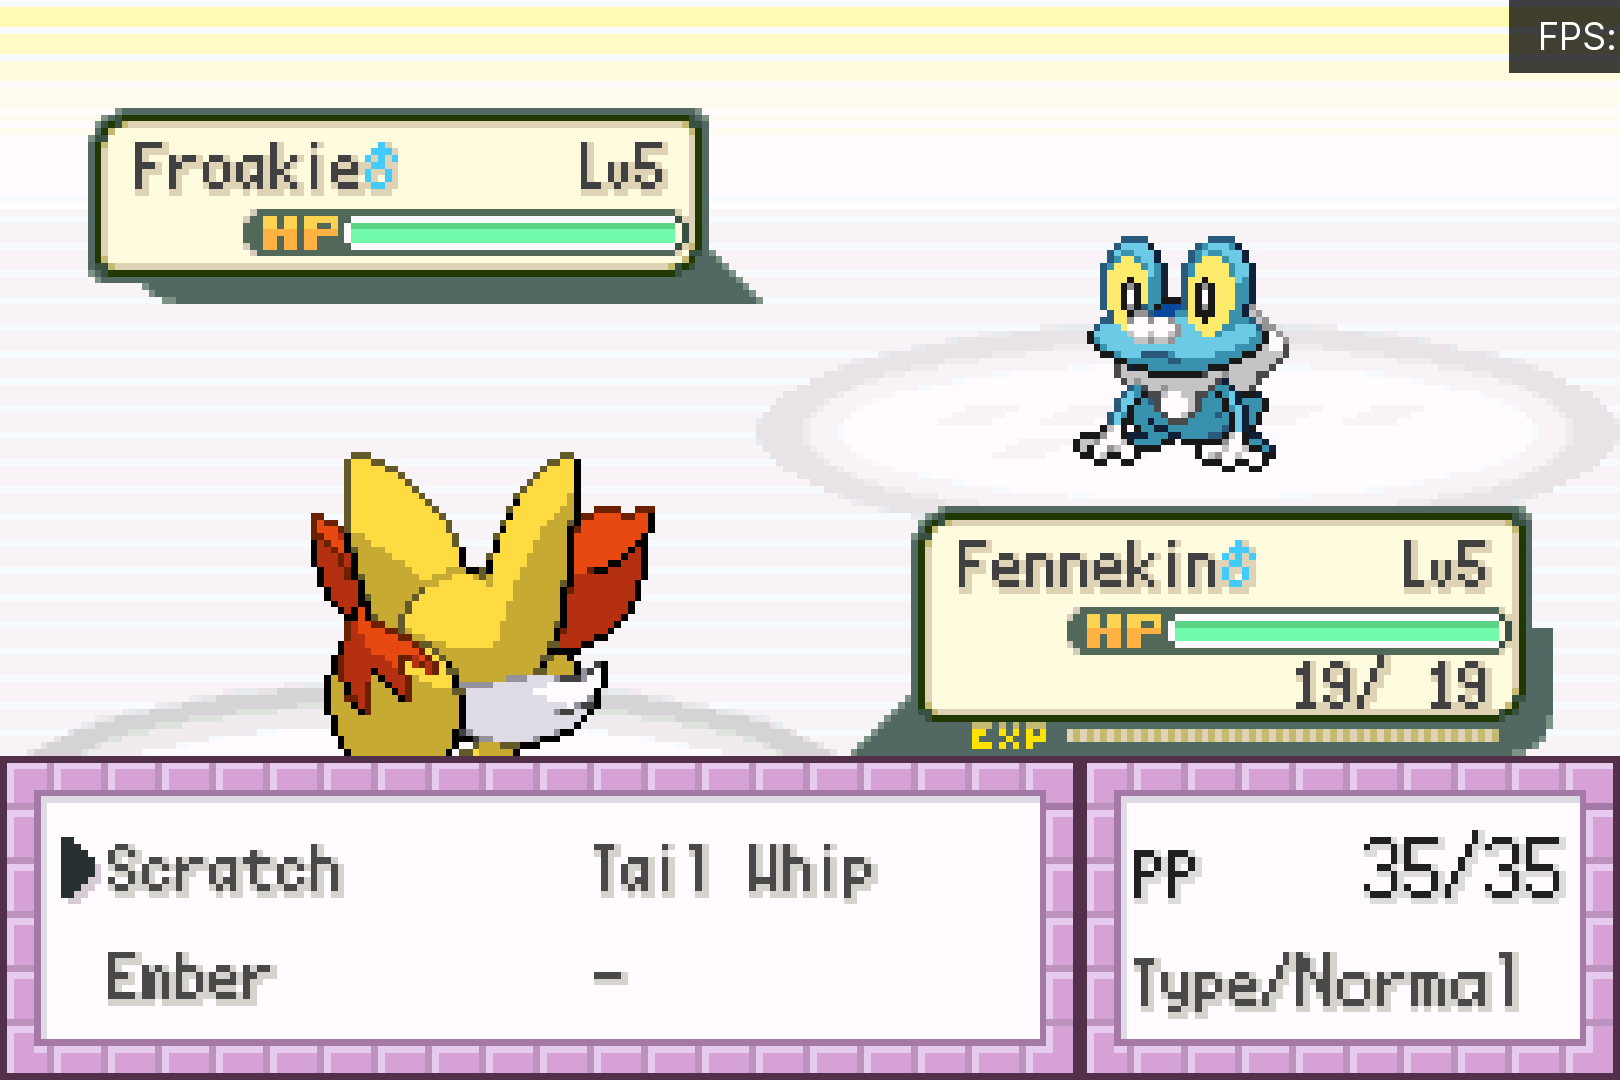 FPS:
Froakie♂ Lv5
HP
Fennekin♂ Lv5
HP
19/ 19
EXP
Scratch Tail Whip
Ember -
PP 35/35
Type/Normal